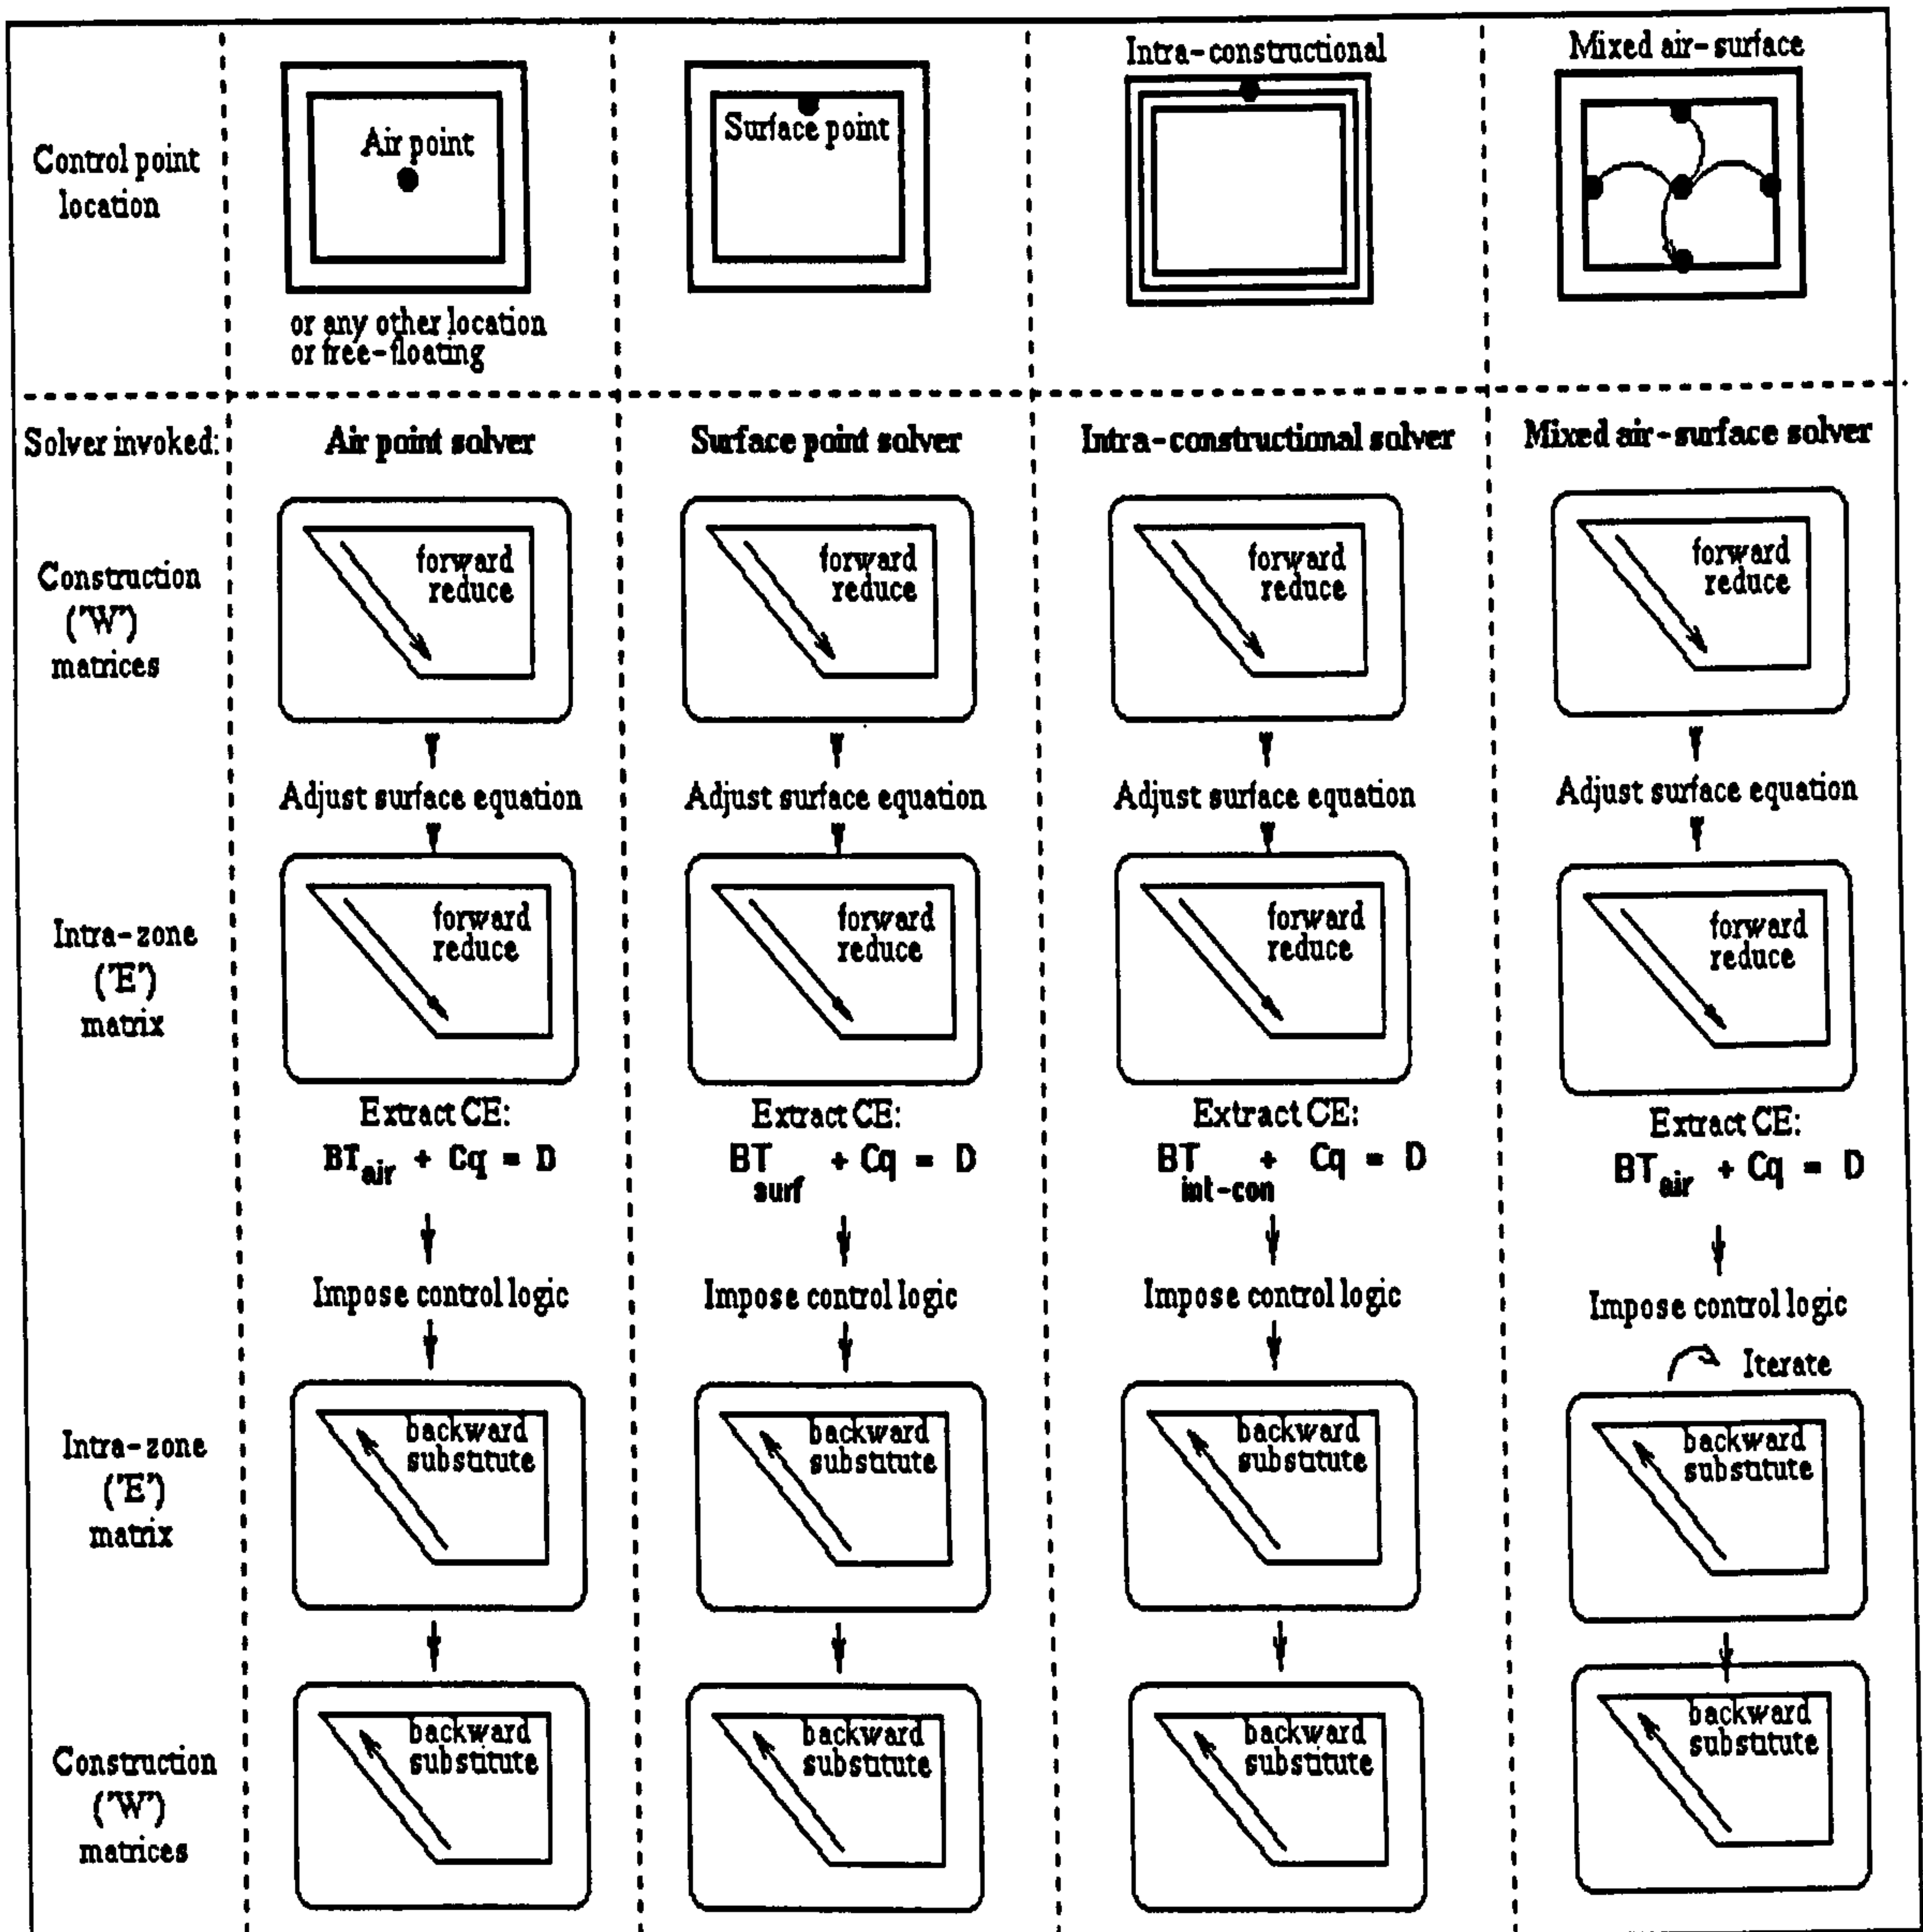 Control point
location
Air point
or any other location
or free-floating
Surface point
Intra-constructional
Mixed air-surface
Solver invoked:
Air point solver
Surface point solver
Intra-constructional solver
Mixed air-surface solver
Construction
('W')
matrices
forward
reduce
forward
reduce
forward
reduce
forward
reduce
Adjust surface equation
Adjust surface equation
Adjust surface equation
Adjust surface equation
Intra-zone
('E')
matrix
forward
reduce
forward
reduce
forward
reduce
forward
reduce
Extract CE:
BT air + Cq = D
Extract CE:
BT surf + Cq = D
Extract CE:
BT int-con + Cq = D
Extract CE:
BT air + Cq = D
Impose control logic
Impose control logic
Impose control logic
Impose control logic
Iterate
Intra-zone
('E')
matrix
backward
substitute
backward
substitute
backward
substitute
backward
substitute
Construction
('W')
matrices
backward
substitute
backward
substitute
backward
substitute
backward
substitute